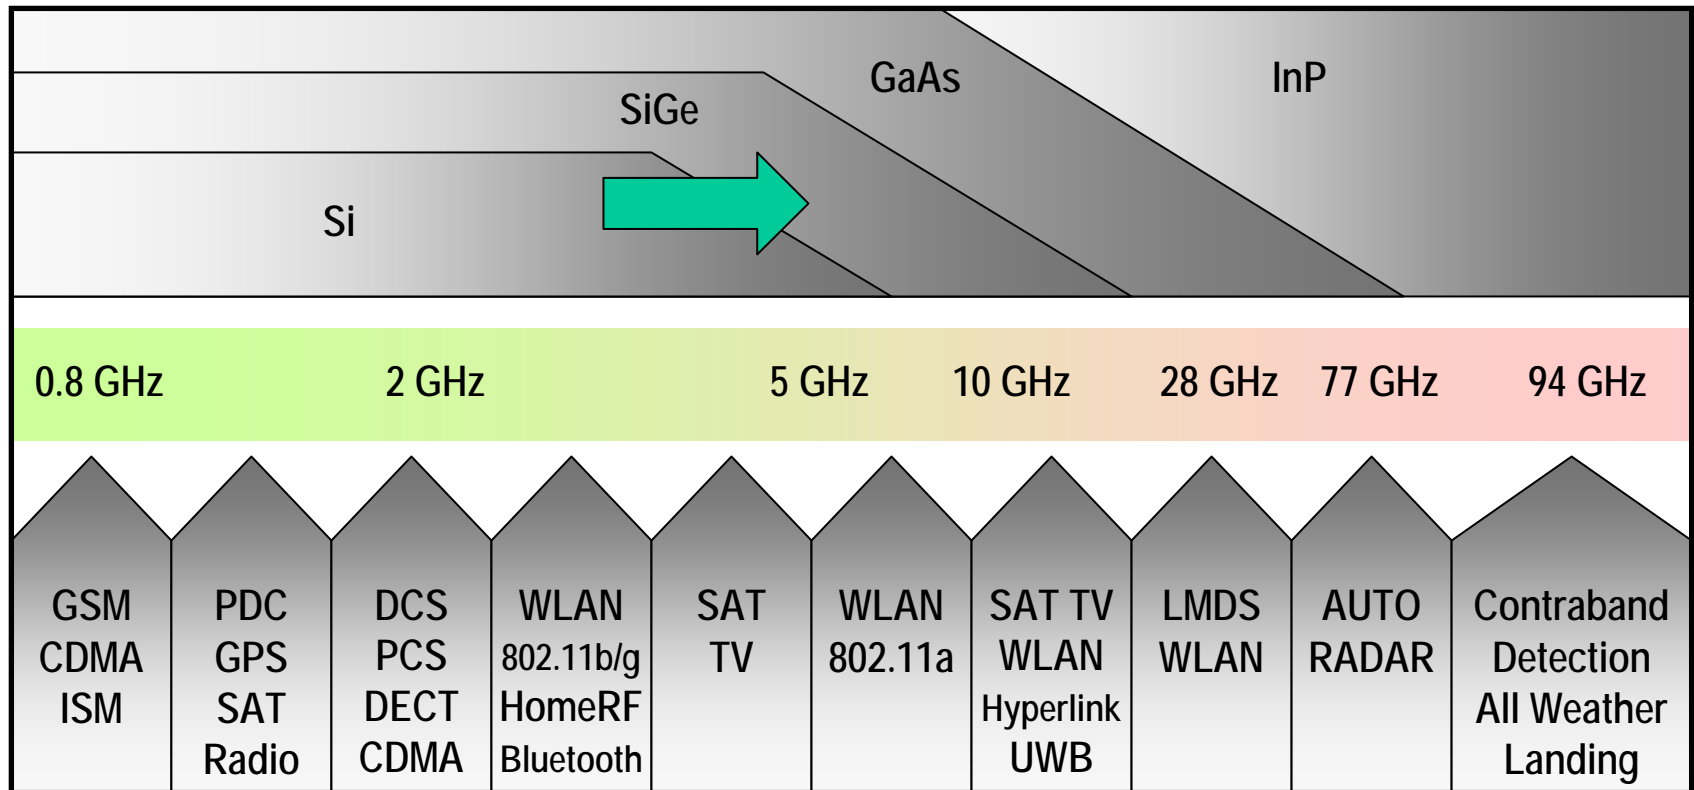 GaAs
InP
SiGe
Si
0.8 GHz 2 GHz 5 GHz 10 GHz 28 GHz 77 GHz 94 GHz
GSM
CDMA
ISM
PDC
GPS
SAT
Radio
DCS
PCS
DECT
CDMA
WLAN
802.11b/g
HomeRF
Bluetooth
SAT
TV
WLAN
802.11a
SAT TV
WLAN
Hyperlink
UWB
LMDS
WLAN
AUTO
RADAR
Contraband
Detection
All Weather
Landing